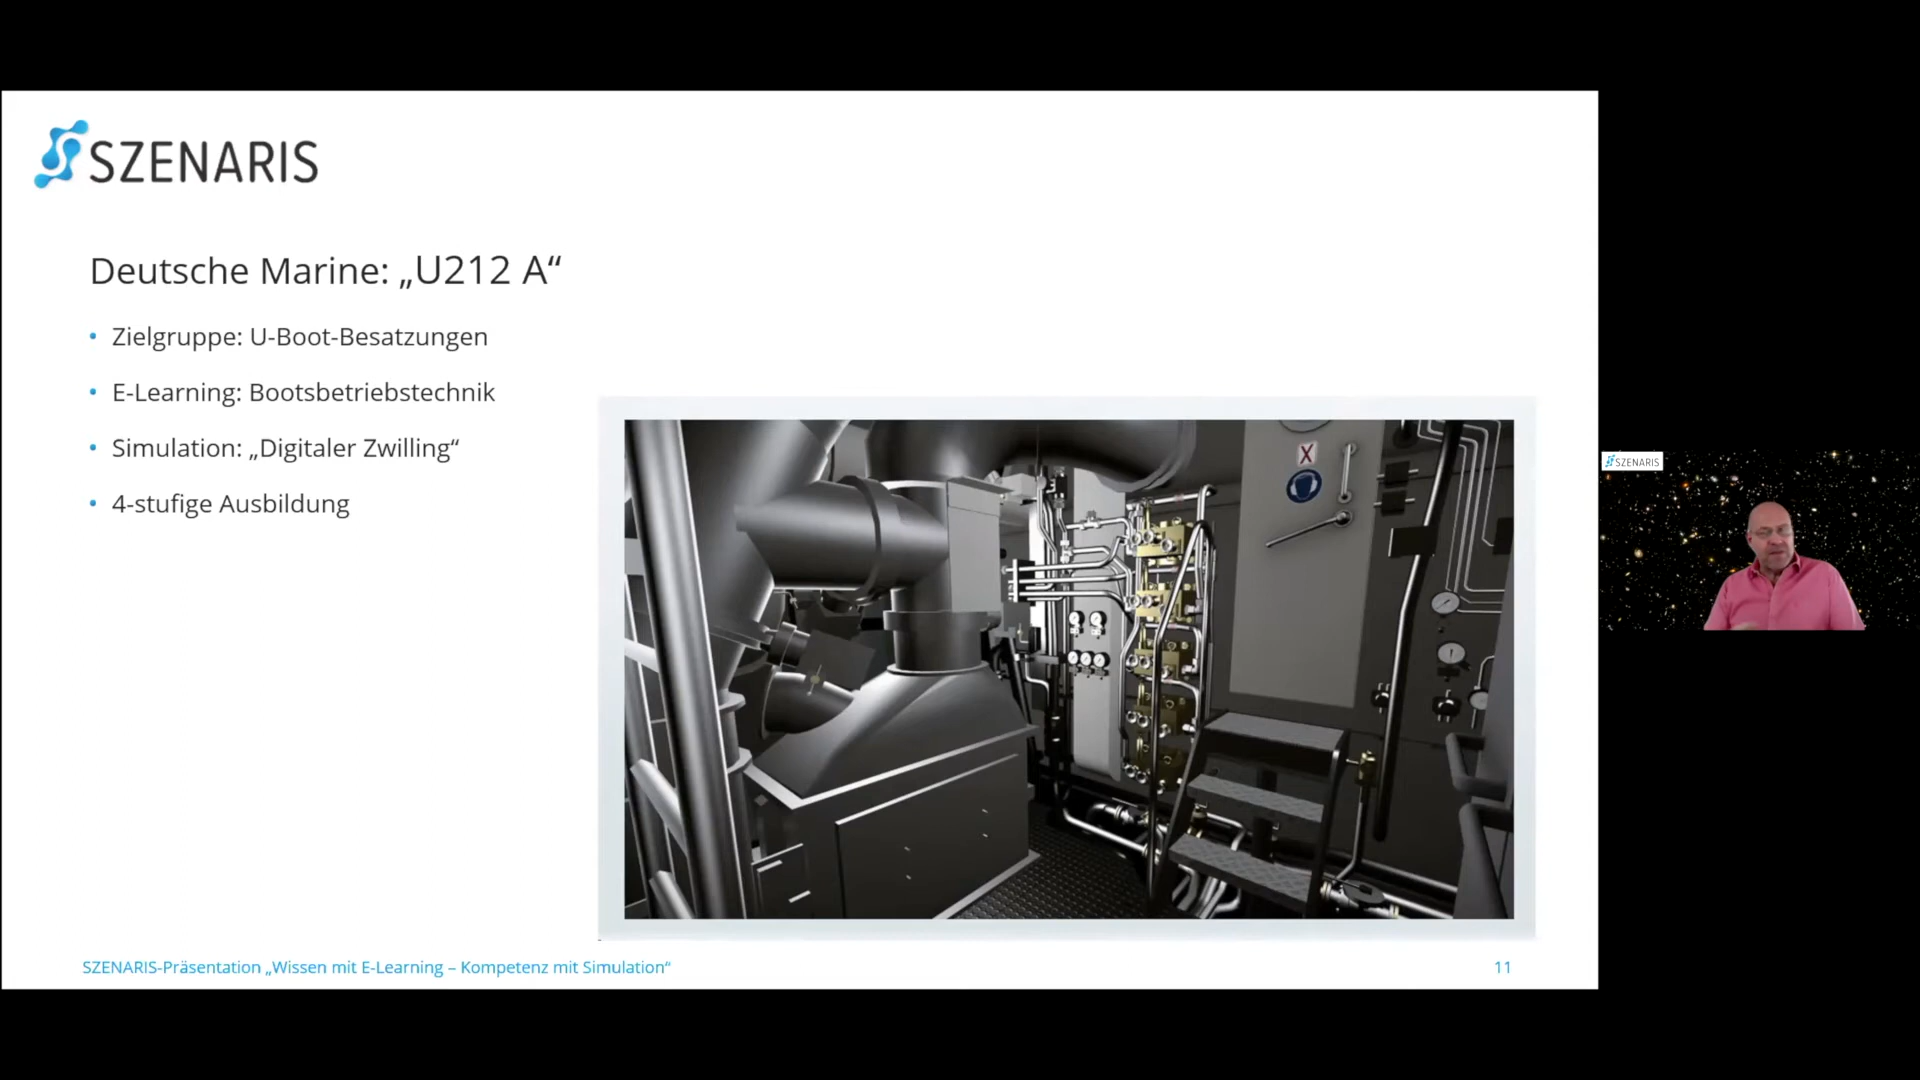 SZENARIS
Deutsche Marine: „U212 A“
• Zielgruppe: U-Boot-Besatzungen
• E-Learning: Bootsbetriebstechnik
• Simulation: „Digitaler Zwilling“
• 4-stufige Ausbildung
X
SZENARIS
SZENARIS-Präsentation „Wissen mit E-Learning – Kompetenz mit Simulation“
11